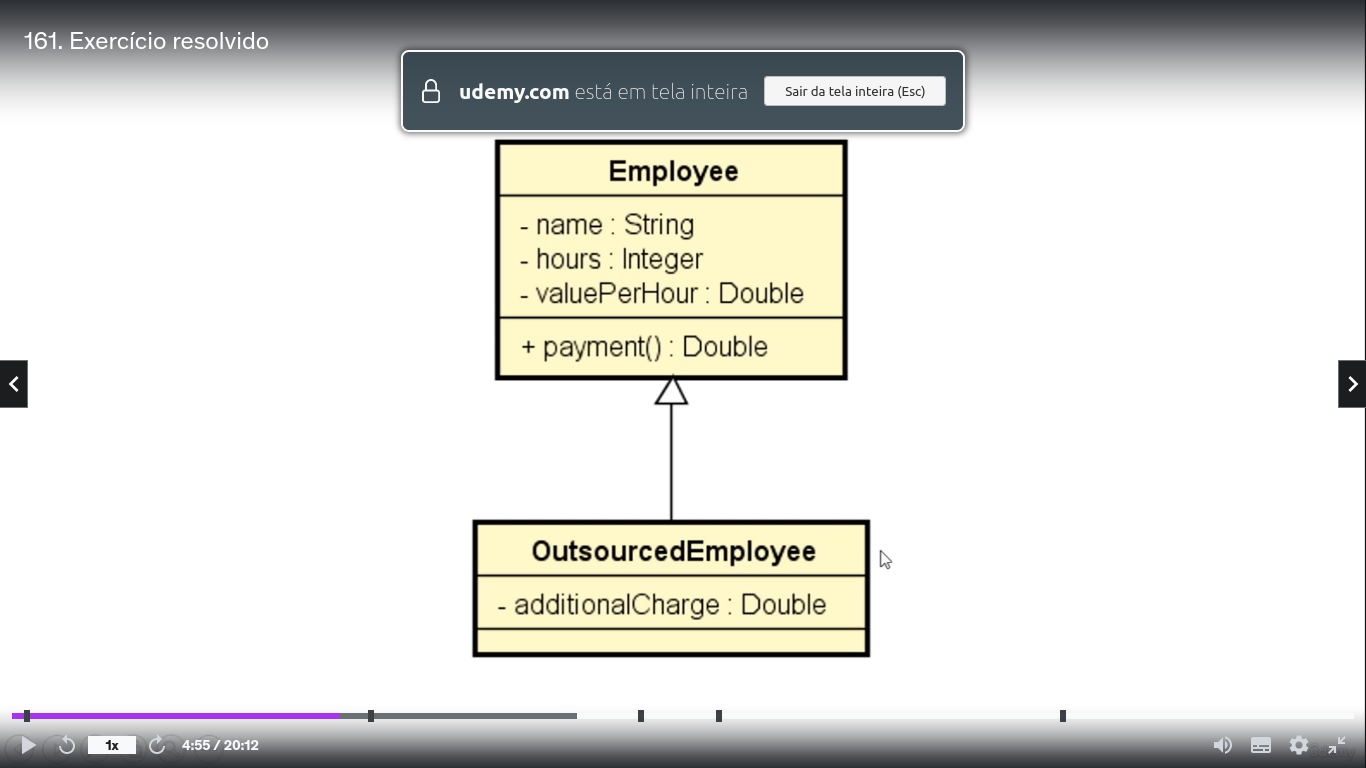 161. Exercício resolvido
udemy.com está em tela inteira Sair da tela inteira (Esc)
Employee
- name : String
- hours : Integer
- valuePerHour : Double
+ payment() : Double
OutsourcedEmployee
- additionalCharge : Double
1x 4:55 / 20:12